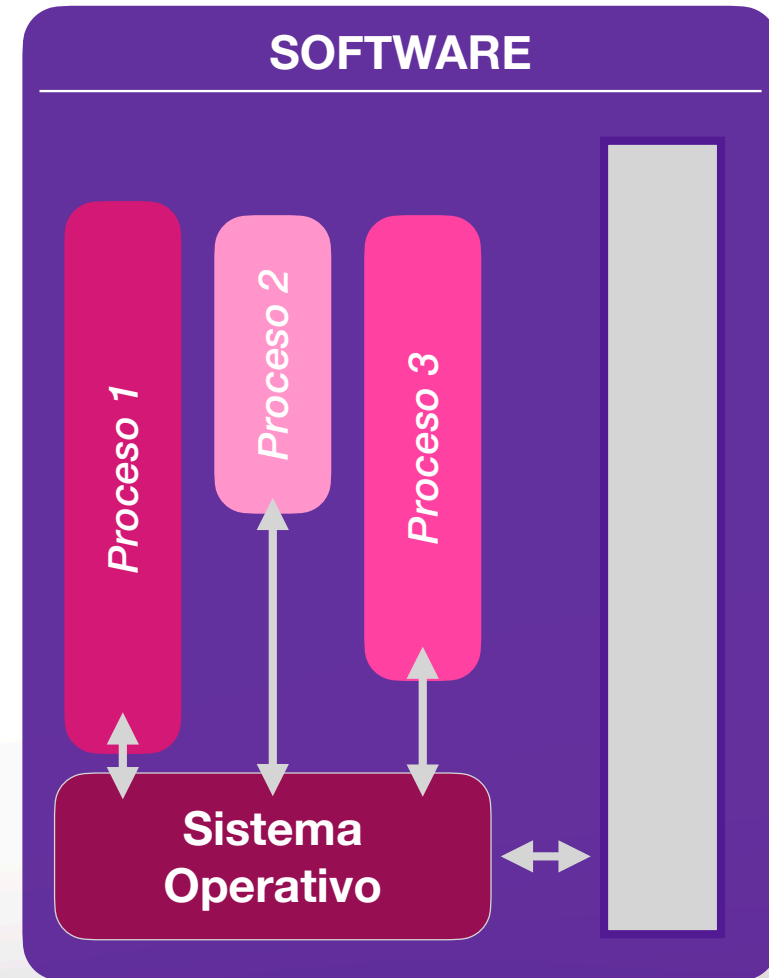 SOFTWARE
Proceso 1
Proceso 2
Proceso 3
Sistema
Operativo